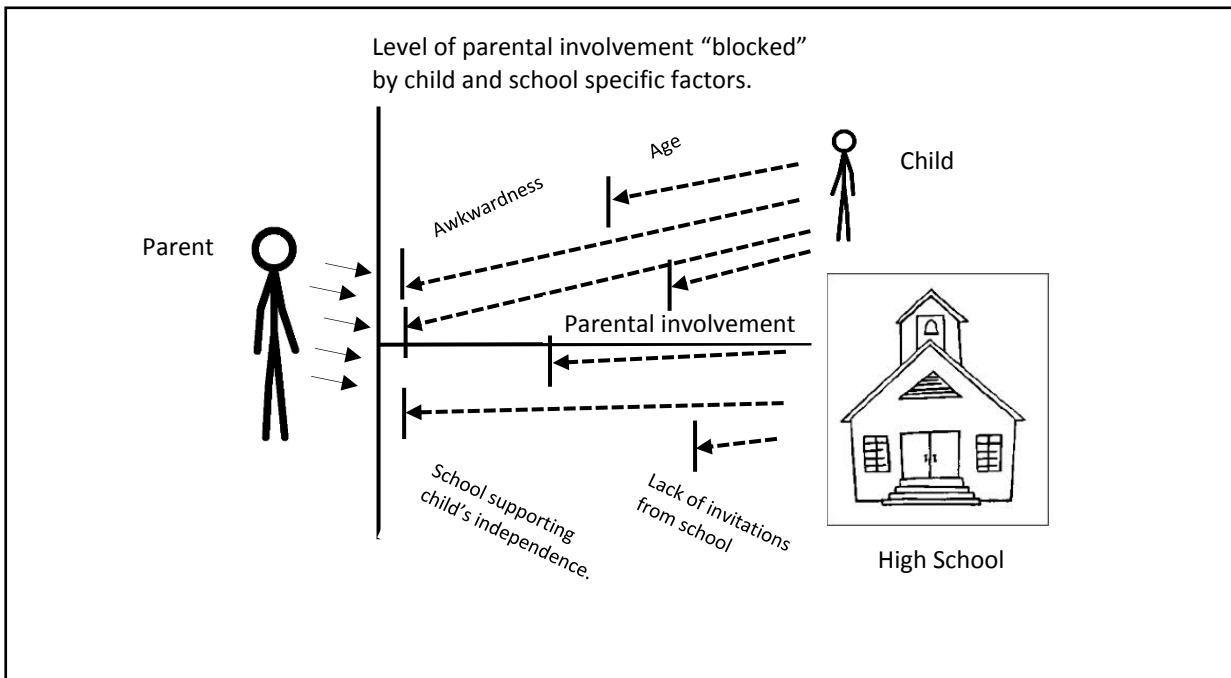 Level of parental involvement “blocked”
by child and school specific factors.
Age
Child
Awkwardness
Parent
Parental involvement
School supporting
child’s independence.
Lack of invitations
from school
High School